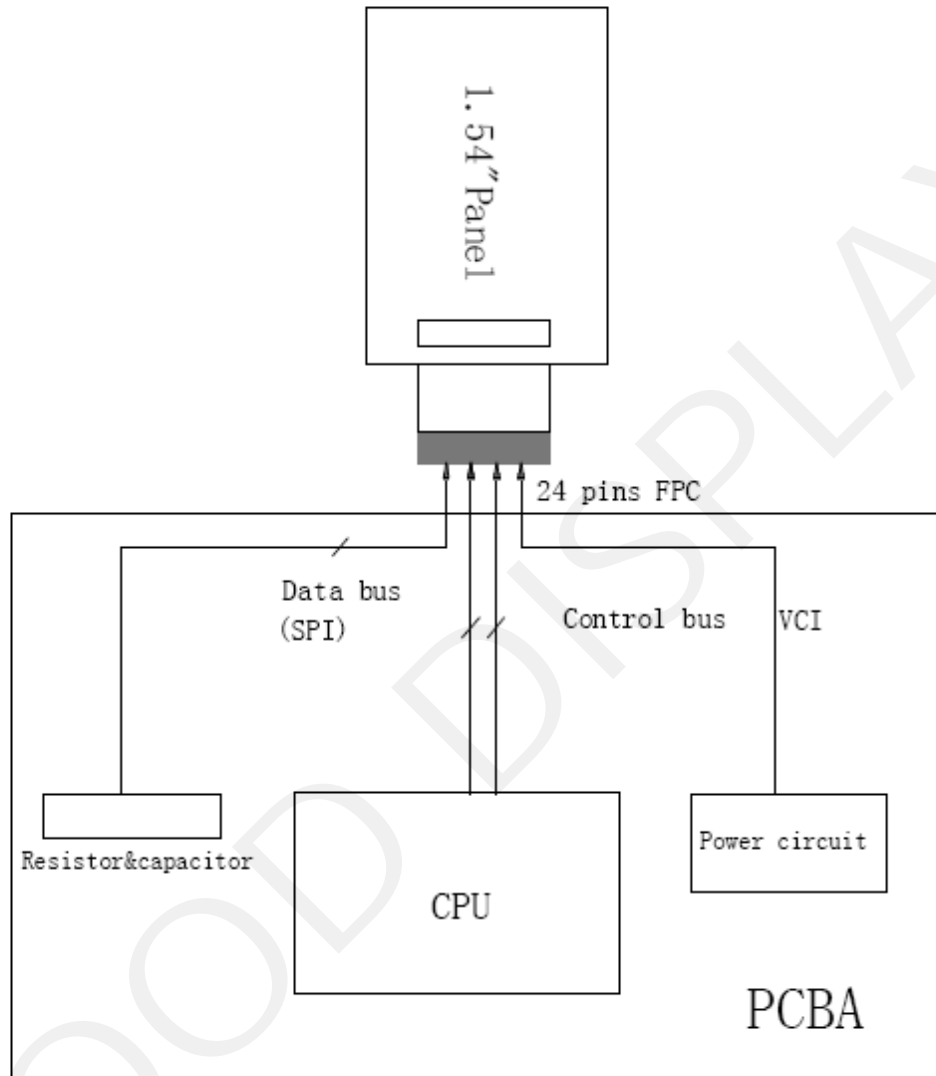 1.54"Panel
24 pins FPC
Data bus
(SPI)
Control bus
VCI
Resistor&capacitor
CPU
Power circuit
PCBA
OOD DISPLAY